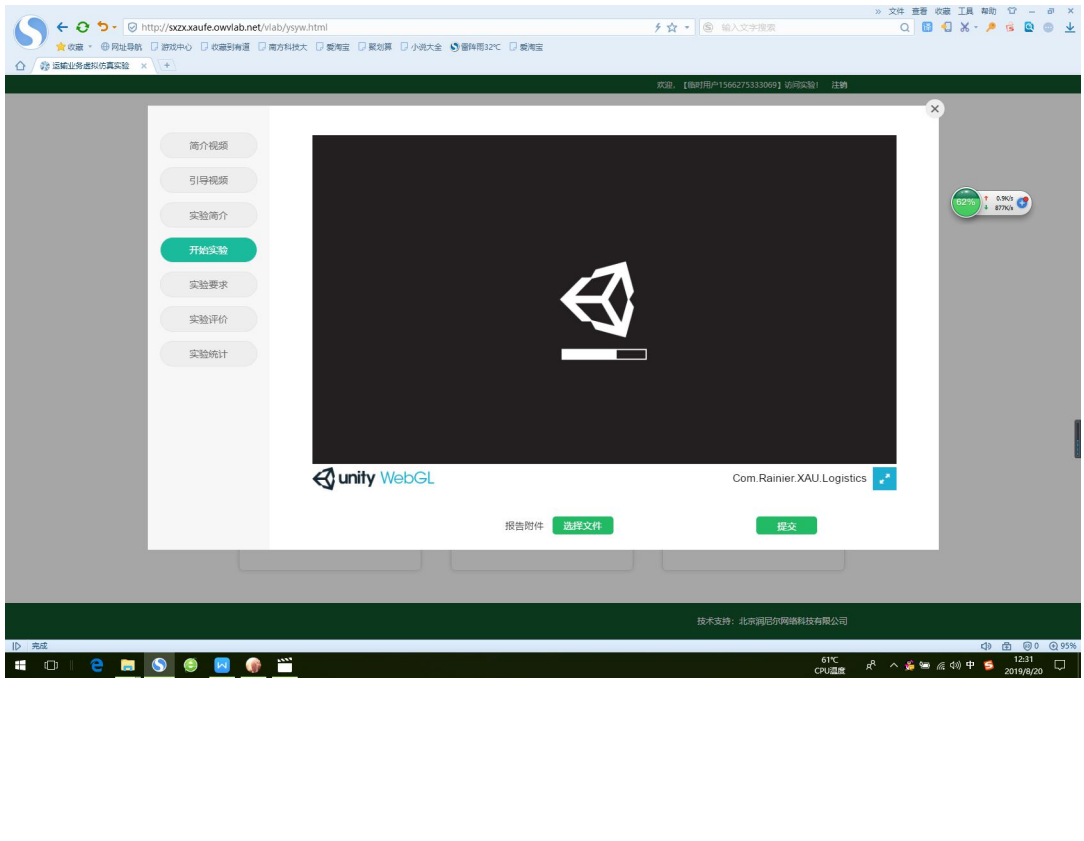 » 文件 查看 收藏 工具 帮助
http://sxzx.xaufe.owvlab.net/vlab/ysyw.html
输入文字搜索
收藏 网址导航 游戏中心 收藏到有道 南方科技大 爱淘宝 聚划算 小说大全 雷阵雨32℃ 爱淘宝
运输业务虚拟仿真实验
欢迎, 【临时用户1566275333069】访问实验! 注销
简介视频
引导视频
实验简介
开始实验
实验要求
实验评价
实验统计
62%
0.9K/s
877K/s
unity WebGL
Com.Rainier.XAU.Logistics
报告附件 选择文件 提交
技术支持: 北京润尼尔网络科技有限公司
完成
0 95%
61℃
CPU温度
中
12:31
2019/8/20